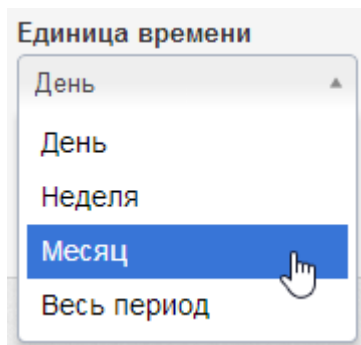 Единица времени
День
День
Неделя
Месяц
Весь период